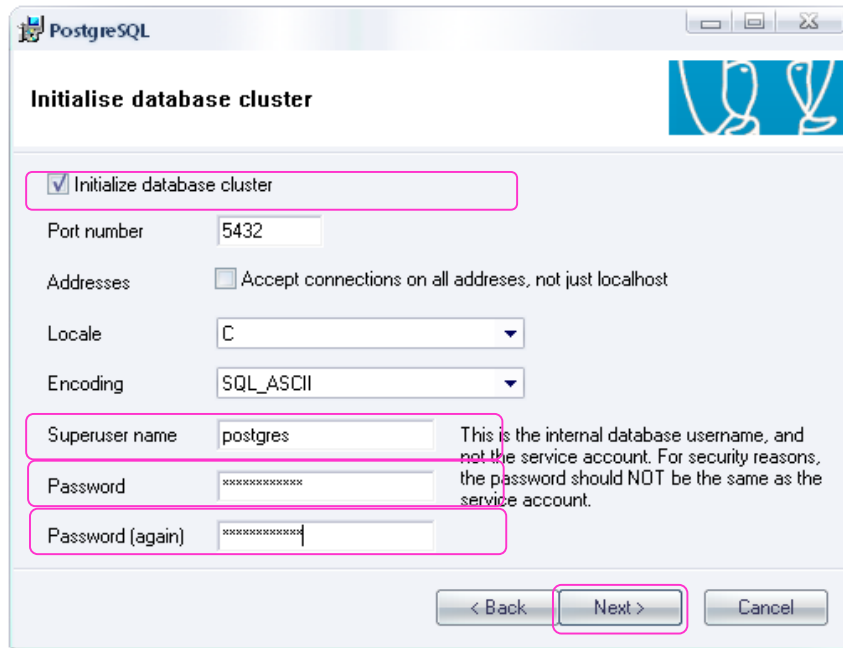 PostgreSQL
Initialise database cluster
Initialize database cluster
Port number 5432
Addresses Accept connections on all addreses, not just localhost
Locale C
Encoding SQL_ASCII
Superuser name postgres
This is the internal database username, and
not the service account. For security reasons,
the password should NOT be the same as the
service account.
Password ************
Password (again) ************
< Back Next > Cancel